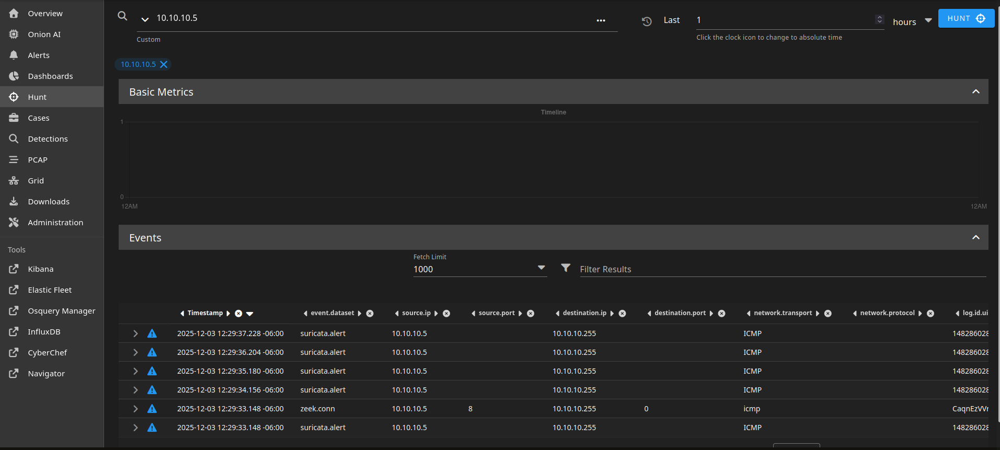 Overview
Onion AI
Alerts
Dashboards
Hunt
Cases
Detections
PCAP
Grid
Downloads
Administration
Tools
Kibana
Elastic Fleet
Osquery Manager
InfluxDB
CyberChef
Navigator
10.10.10.5
Custom
Last 1 hours HUNT
Click the clock icon to change to absolute time
10.10.10.5
Basic Metrics
Timeline
1
0
12AM 12AM
Events
Fetch Limit
1000 Filter Results
Timestamp event.dataset source.ip source.port destination.ip destination.port network.transport network.protocol log.id.ui
2025-12-03 12:29:37.228 -06:00 suricata.alert 10.10.10.5 10.10.10.255 ICMP 148286028
2025-12-03 12:29:36.204 -06:00 suricata.alert 10.10.10.5 10.10.10.255 ICMP 148286028
2025-12-03 12:29:35.180 -06:00 suricata.alert 10.10.10.5 10.10.10.255 ICMP 148286028
2025-12-03 12:29:34.156 -06:00 suricata.alert 10.10.10.5 10.10.10.255 ICMP 148286028
2025-12-03 12:29:33.148 -06:00 zeek.conn 10.10.10.5 8 10.10.10.255 0 icmp CaqnEzVVr
2025-12-03 12:29:33.148 -06:00 suricata.alert 10.10.10.5 10.10.10.255 ICMP 148286028